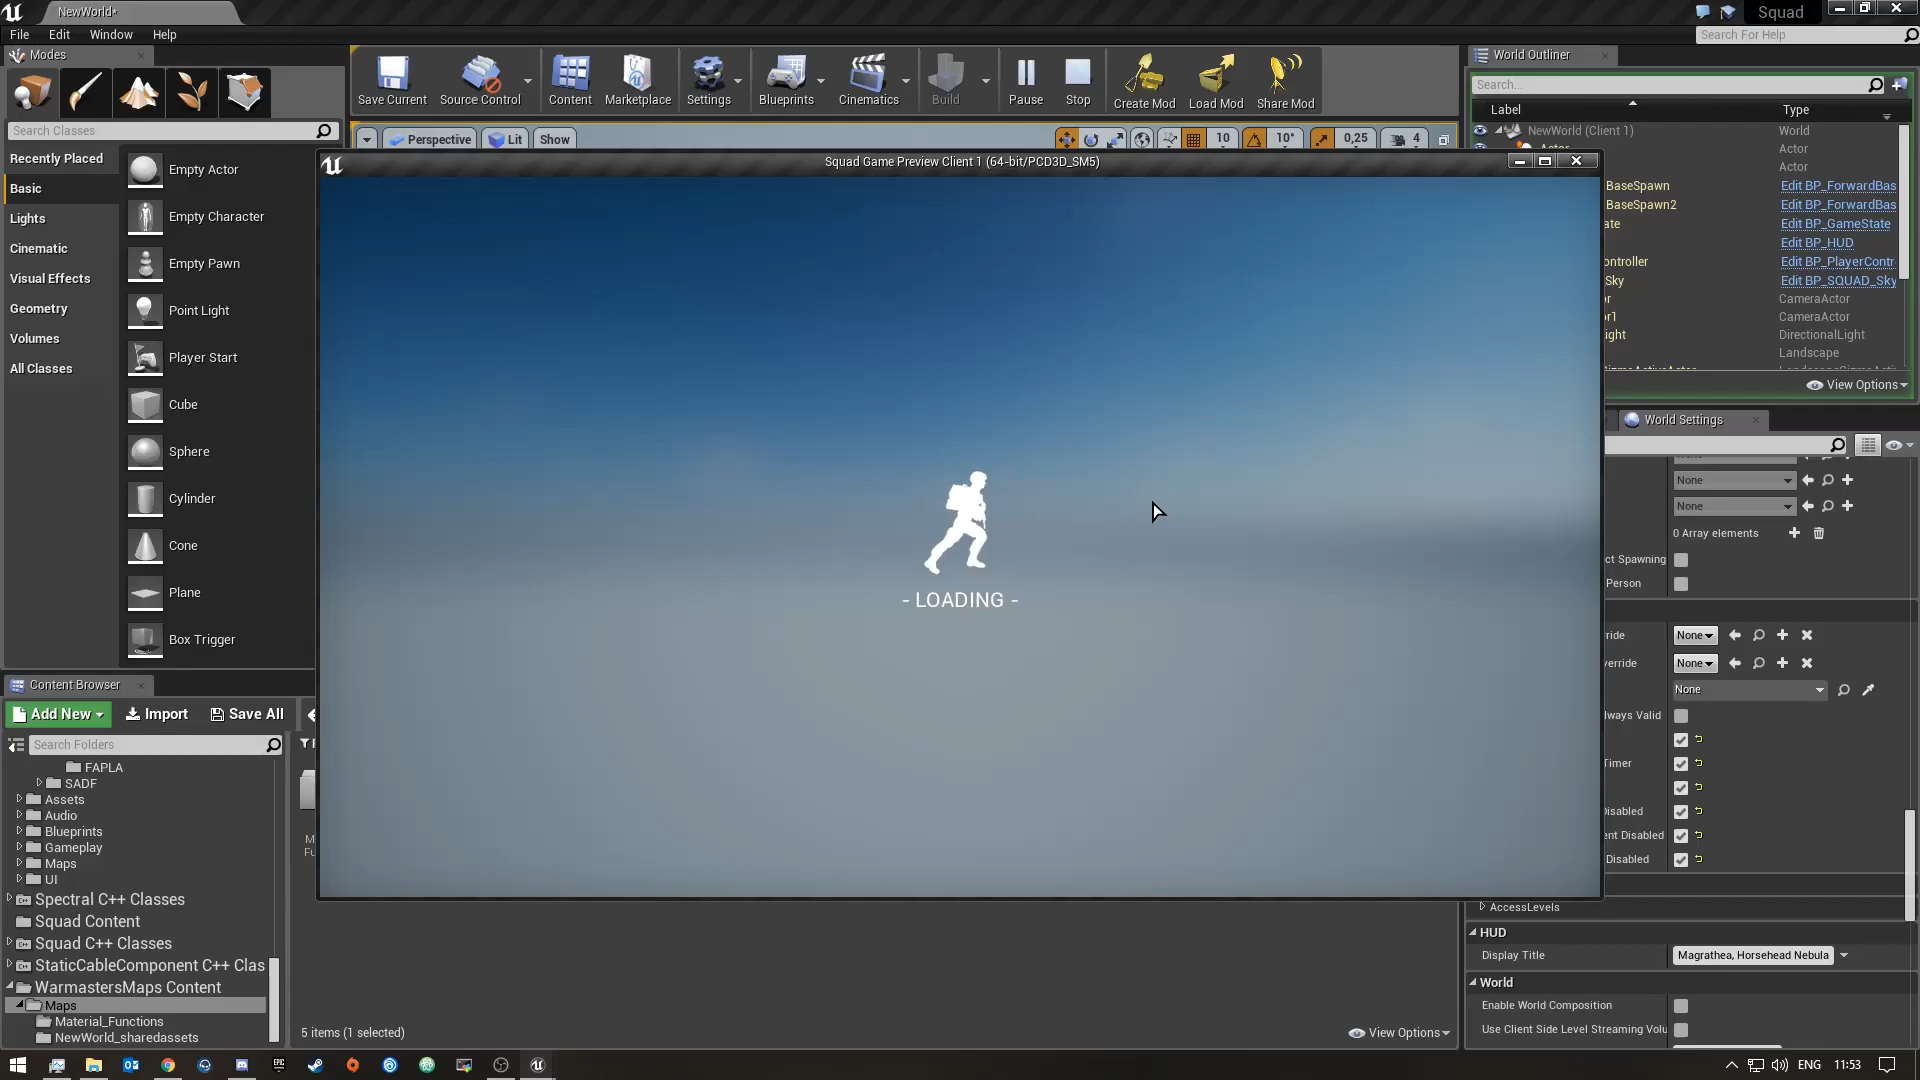 NewWorld*
Squad
File Edit Window Help
Search For Help
Modes
World Outliner
Save Current Source Control Content Marketplace Settings Blueprints Cinematics Build Pause Stop Create Mod Load Mod Share Mod
Search...
Label Type
Search Classes
Perspective Lit Show 10 10° 0,25 4
NewWorld (Client 1) World
Actor Actor
Actor
Squad Game Preview Client 1 (64-bit/PCD3D_SM5)
Recently Placed
Basic
Lights
Cinematic
Visual Effects
Geometry
Volumes
All Classes
Empty Actor
Empty Character
Empty Pawn
Point Light
Player Start
Cube
Sphere
Cylinder
Cone
Plane
Box Trigger
BaseSpawn Edit BP_ForwardBas
BaseSpawn2 Edit BP_ForwardBas
ate Edit BP_GameState
Edit BP_HUD
ontroller Edit BP_PlayerContr
Sky Edit BP_SQUAD_Sky
or CameraActor
or1 CameraActor
ight DirectionalLight
Landscape
View Options
World Settings
None
None
0 Array elements
ct Spawning
Person
- LOADING -
ride None
verride None
None
lways Valid
Timer
Disabled
ent Disabled
Disabled
AccessLevels
HUD
Display Title Magrathea, Horsehead Nebula
World
Enable World Composition
Use Client Side Level Streaming Volu
Content Browser
Add New Import Save All
Search Folders
FAPLA
SADF
Assets
Audio
Blueprints
Gameplay
Maps
UI
Spectral C++ Classes
Squad Content
Squad C++ Classes
StaticCableComponent C++ Clas
WarmastersMaps Content
Maps
Material_Functions
NewWorld_sharedassets
M
Fu
5 items (1 selected)
View Options
ENG 11:53